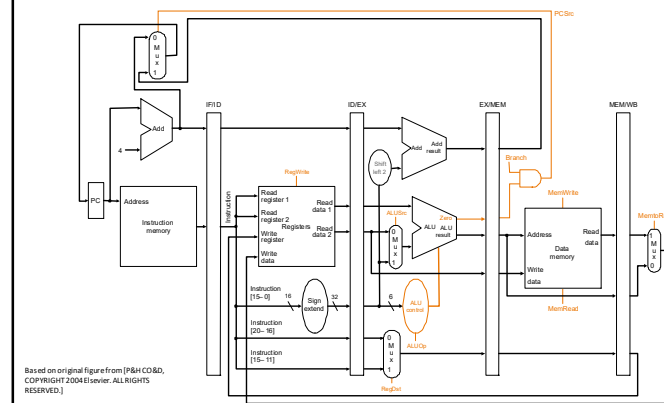 PCSrc
0
M
u
x
1
IF/ID
ID/EX
EX/MEM
MEM/WB
Add
4
Add
Add
result
Shift
left 2
Branch
RegWrite
MemWrite
PC
Address
Instruction
memory
Instruction
Read
register 1
Read
register 2
Registers
Write
register
Write
data
Read
data 1
Read
data 2
ALUSrc
0
M
u
x
1
Zero
ALU
ALU
result
Address
Data
memory
Read
data
Write
data
MemtoR
1
M
u
x
0
MemRead
Instruction
[15–0]
16
Sign
extend
32
6
ALU
control
ALUOp
Instruction
[20–16]
Instruction
[15–11]
0
M
u
x
1
RegDst
Based on original figure from [P&H CO&D,
COPYRIGHT 2004 Elsevier. ALL RIGHTS
RESERVED.]